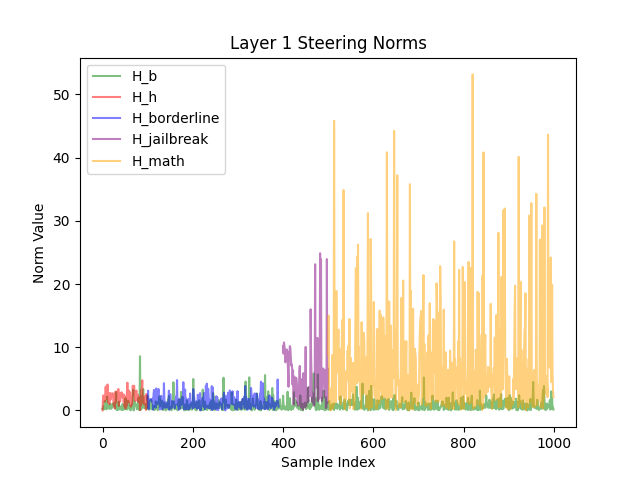 Layer 1 Steering Norms
H_b
H_h
H_borderline
H_jailbreak
H_math
Norm Value
50
40
30
20
10
0
0 200 400 600 800 1000
Sample Index